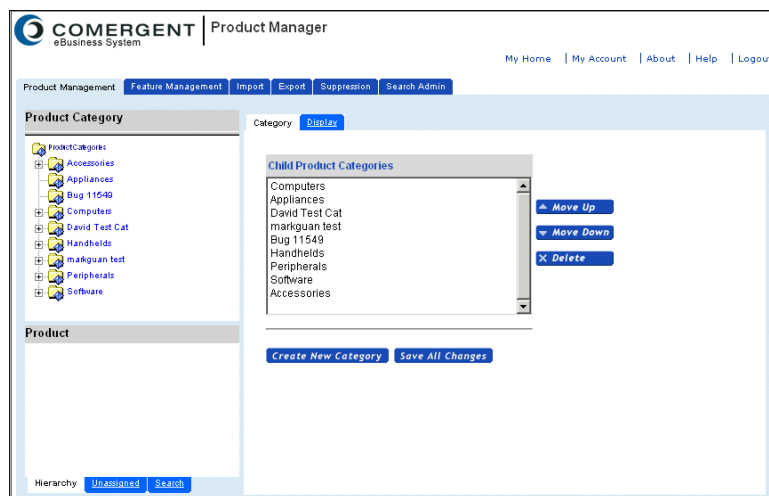 COMERGENT Product Manager
eBusiness System
My Home | My Account | About | Help | Logou
Product Management Feature Management Import Export Suppression Search Admin
Product Category
Category Display
ProductCategories
Accessories
Appliances
Bug 11549
Computers
David Test Cat
Handhelds
markguan test
Peripherals
Software
Child Product Categories
Computers
Appliances
David Test Cat
markguan test
Bug 11549
Handhelds
Peripherals
Software
Accessories
Move Up
Move Down
X Delete
Product
Create New Category Save All Changes
Hierarchy Unassigned Search